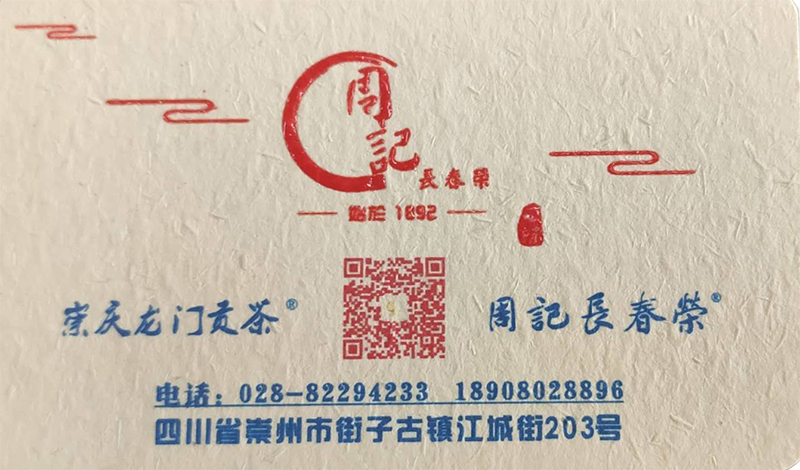 周記
長春榮
始於 1892
崇庆龙门贡茶®
周記長春榮®
电话：028-82294233 18908028896
四川省崇州市街子古镇江城街203号